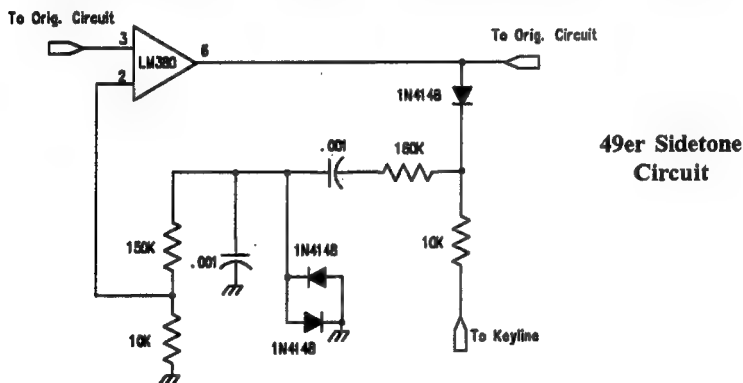 To Orig. Circuit
3
6
LM380
2
To Orig. Circuit
1N4148
49er Sidetone
Circuit
.001
180K
150K
.001
1N4148
10K
10K
1N4148
To Keyline